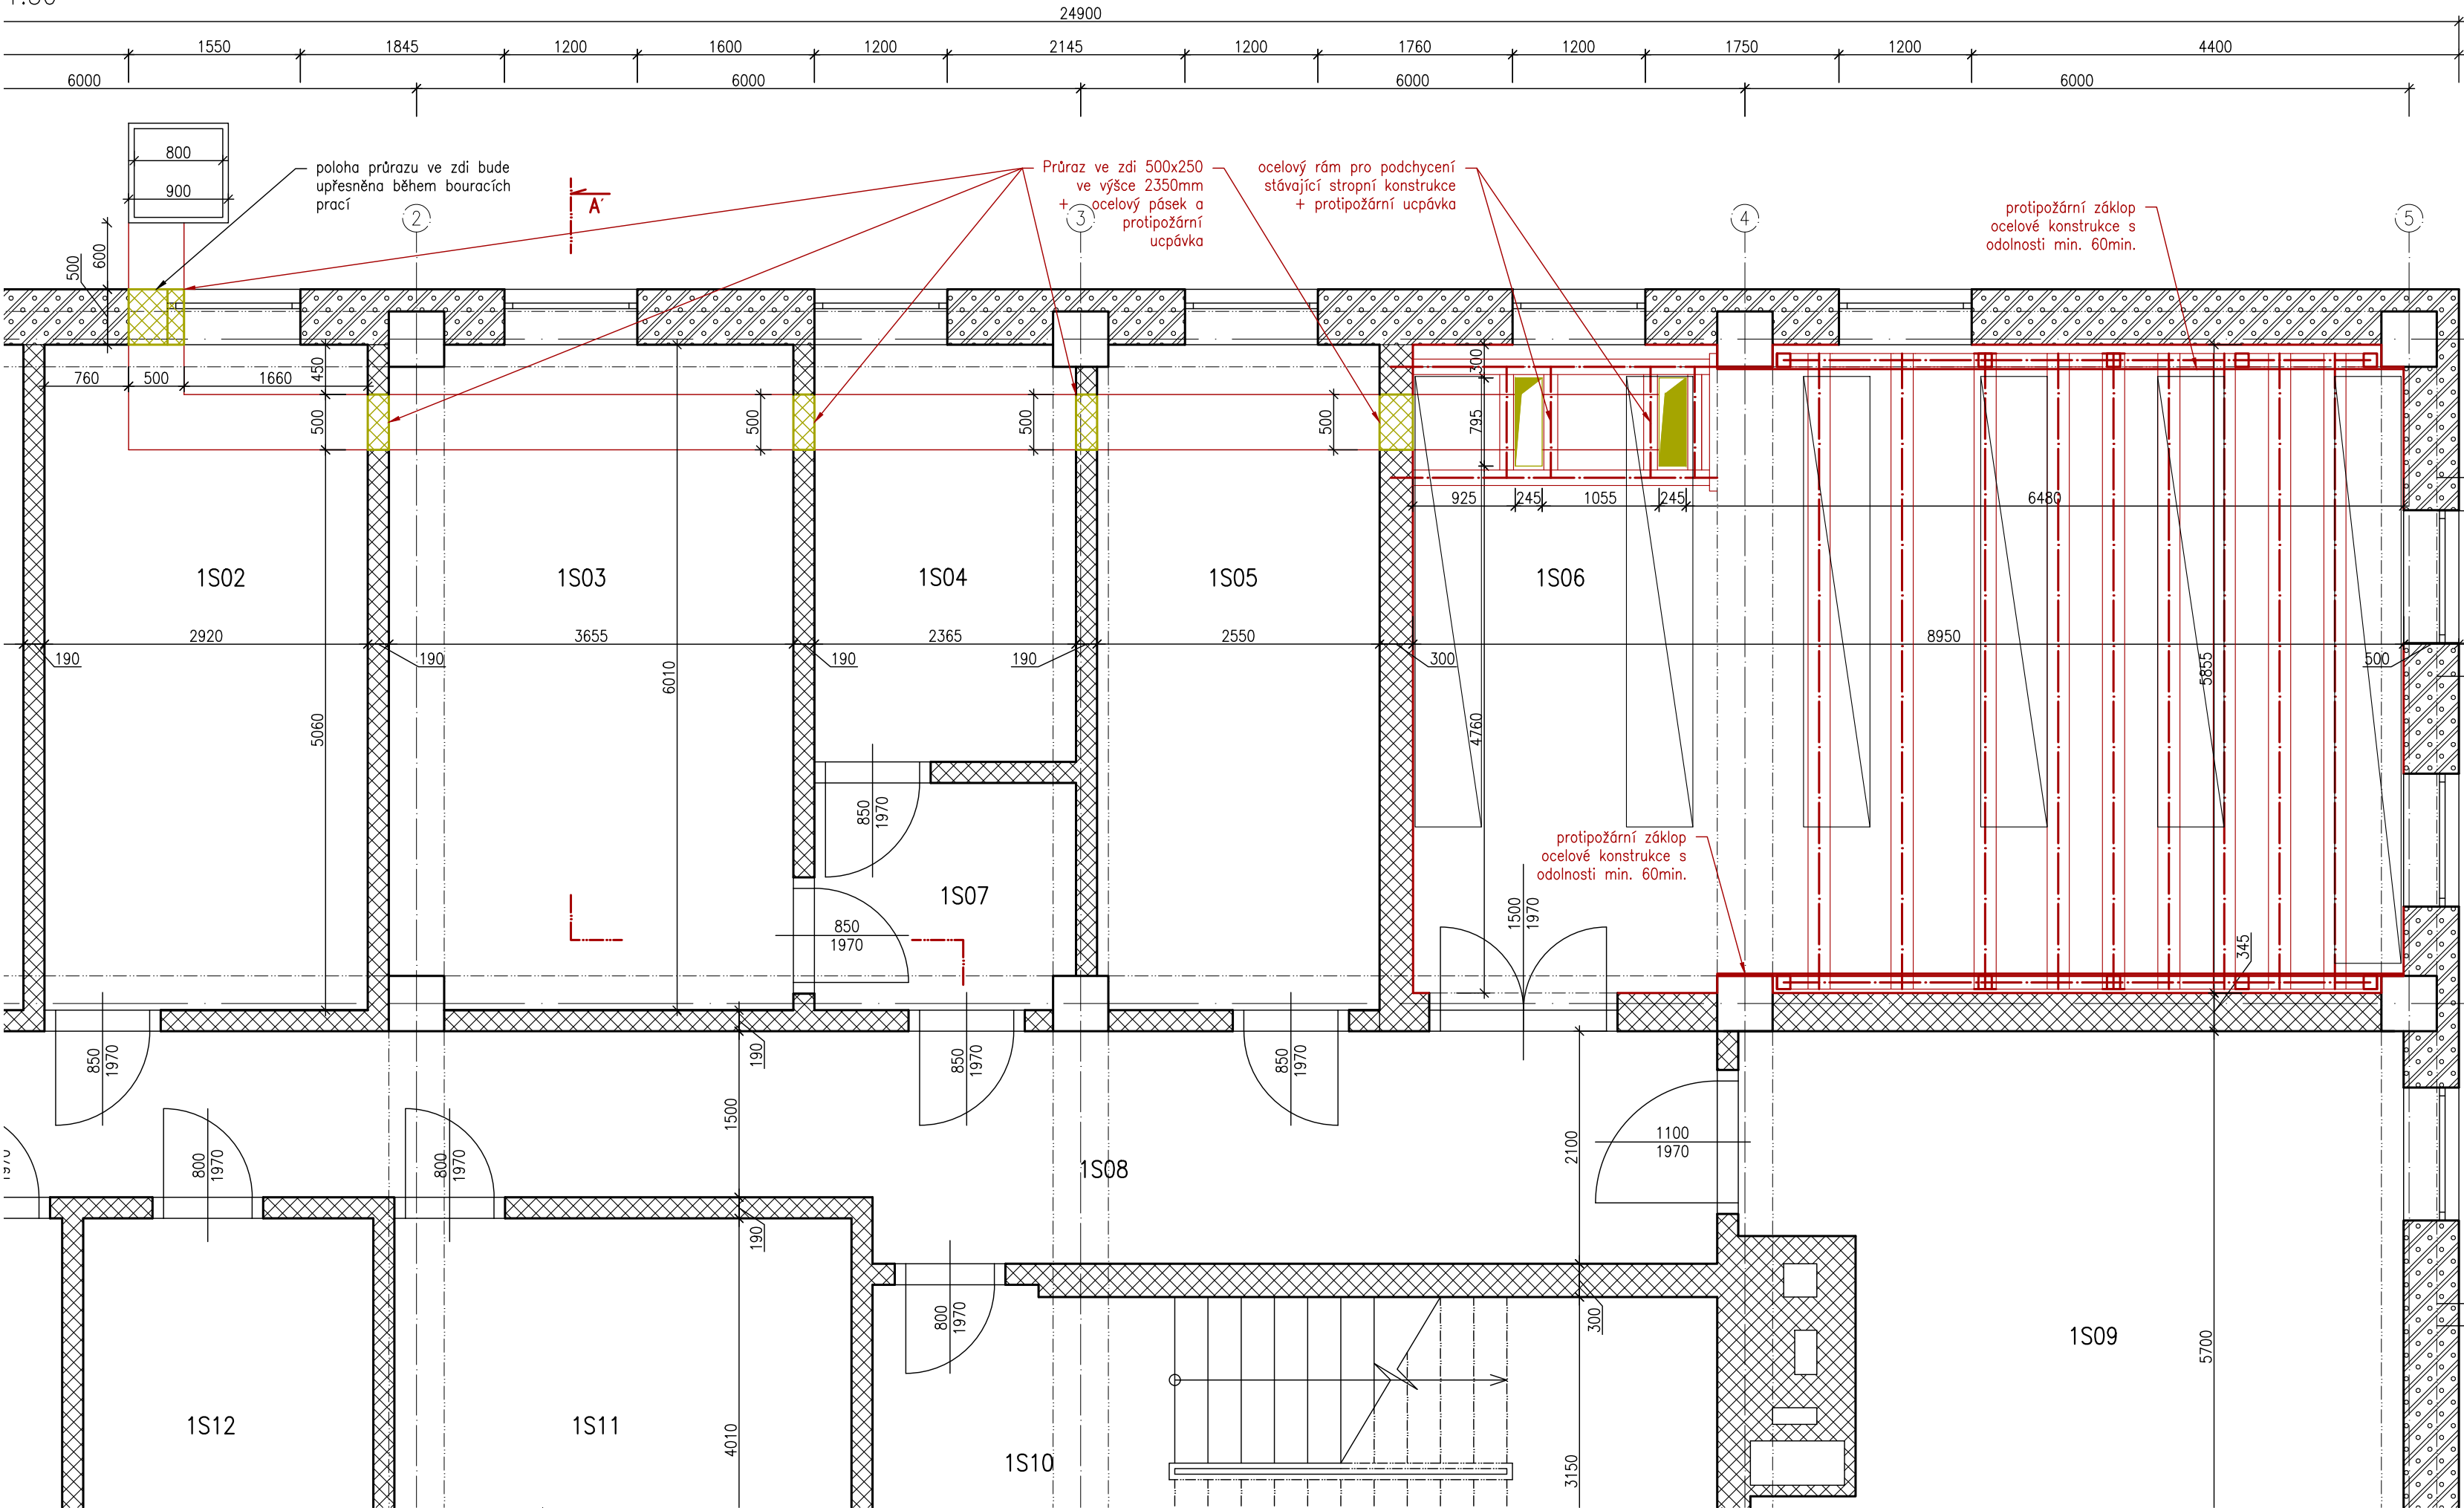 24900
1550
1845
1200
1600
1200
2145
1200
1760
1200
1750
1200
4400
6000
6000
6000
6000
800
900
poloha průrazu ve zdi bude
upřesněna během bouracích
prací
A'
Průraz ve zdi 500x250
ve výšce 2350mm
+ ocelový pásek a
protipožární
ucpávka
ocelový rám pro podchycení
stávající stropní konstrukce
+ protipožární ucpávka
protipožární záklop
ocelové konstrukce s
odolnosti min. 60min.
2
3
4
5
600
500
760
500
1660
450
500
500
500
500
300
795
925
245
1055
245
6480
1S02
1S03
1S04
1S05
1S06
2920
3655
2365
2550
8950
190
190
190
190
300
500
5060
6010
4760
5855
850
1970
1S07
850
1970
protipožární záklop
ocelové konstrukce s
odolnosti min. 60min.
1500
1970
345
850
1970
190
850
1970
850
1970
1970
800
1970
800
1970
1500
1S08
2100
1100
1970
190
800
1970
300
1S09
5700
1S12
1S11
4010
1S10
3150